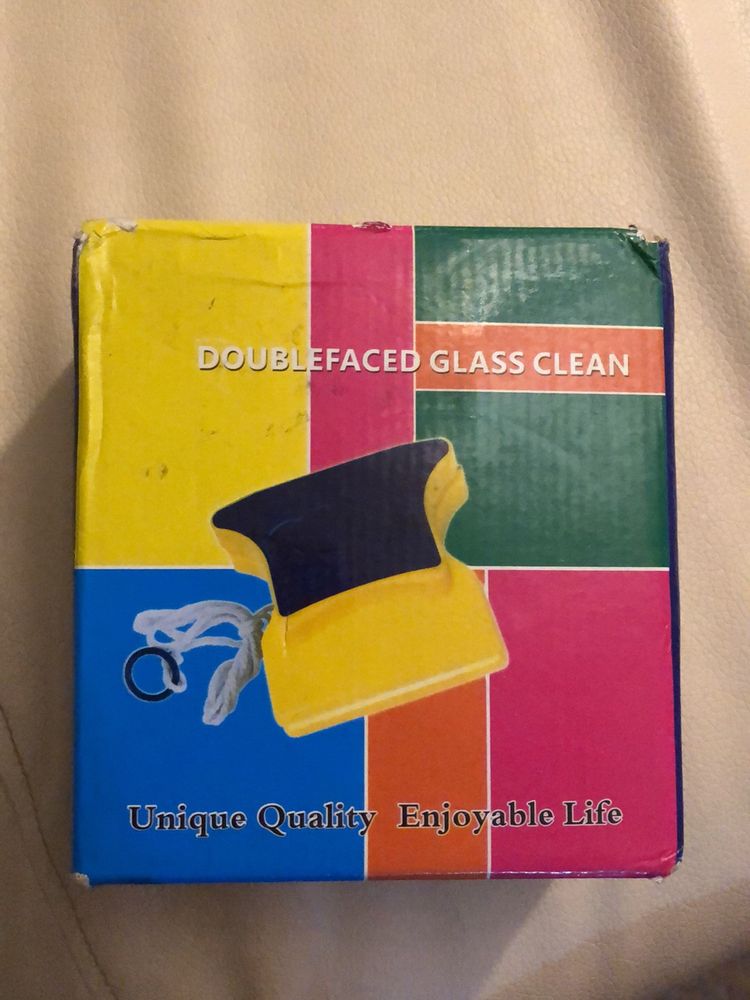 DOUBLEFACED GLASS CLEAN
Unique Quality Enjoyable Life